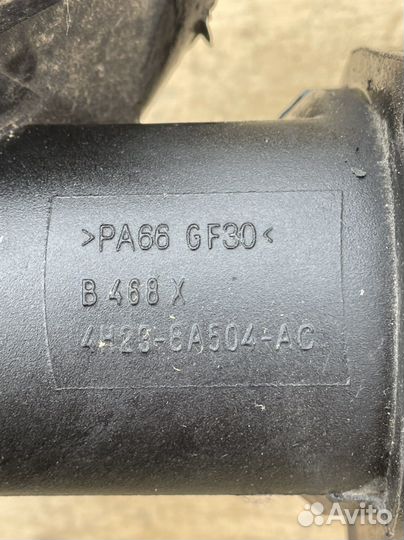 >PA66 GF30<
B 468 X
4H23-8A504-AC
Avito